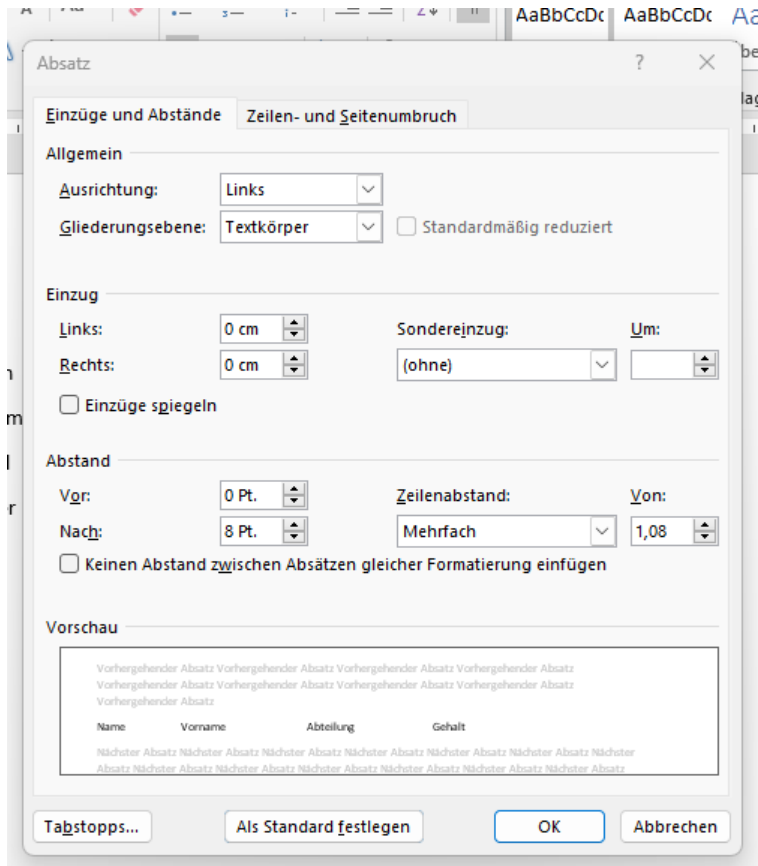 AaBbCcDc AaBbCcDc
Absatz
Einzüge und Abstände Zeilen- und Seitenumbruch
Allgemein
Ausrichtung: Links
Gliederungsebene: Textkörper Standardmäßig reduziert
Einzug
Links: 0 cm Sondereinzug: Um:
Rechts: 0 cm (ohne)
Einzüge spiegeln
Abstand
Vor: 0 Pt. Zeilenabstand: Von:
Nach: 8 Pt. Mehrfach 1,08
Keinen Abstand zwischen Absätzen gleicher Formatierung einfügen
Vorschau
Vorhergehender Absatz Vorhergehender Absatz Vorhergehender Absatz Vorhergehender Absatz
Vorhergehender Absatz Vorhergehender Absatz Vorhergehender Absatz Vorhergehender Absatz
Vorhergehender Absatz
Name Vorname Abteilung Gehalt
Nächster Absatz Nächster Absatz Nächster Absatz Nächster Absatz Nächster Absatz Nächster Absatz Nächster
Absatz Nächster Absatz Nächster Absatz Nächster Absatz Nächster Absatz Nächster Absatz Nächster Absatz
Tabstopps... Als Standard festlegen OK Abbrechen